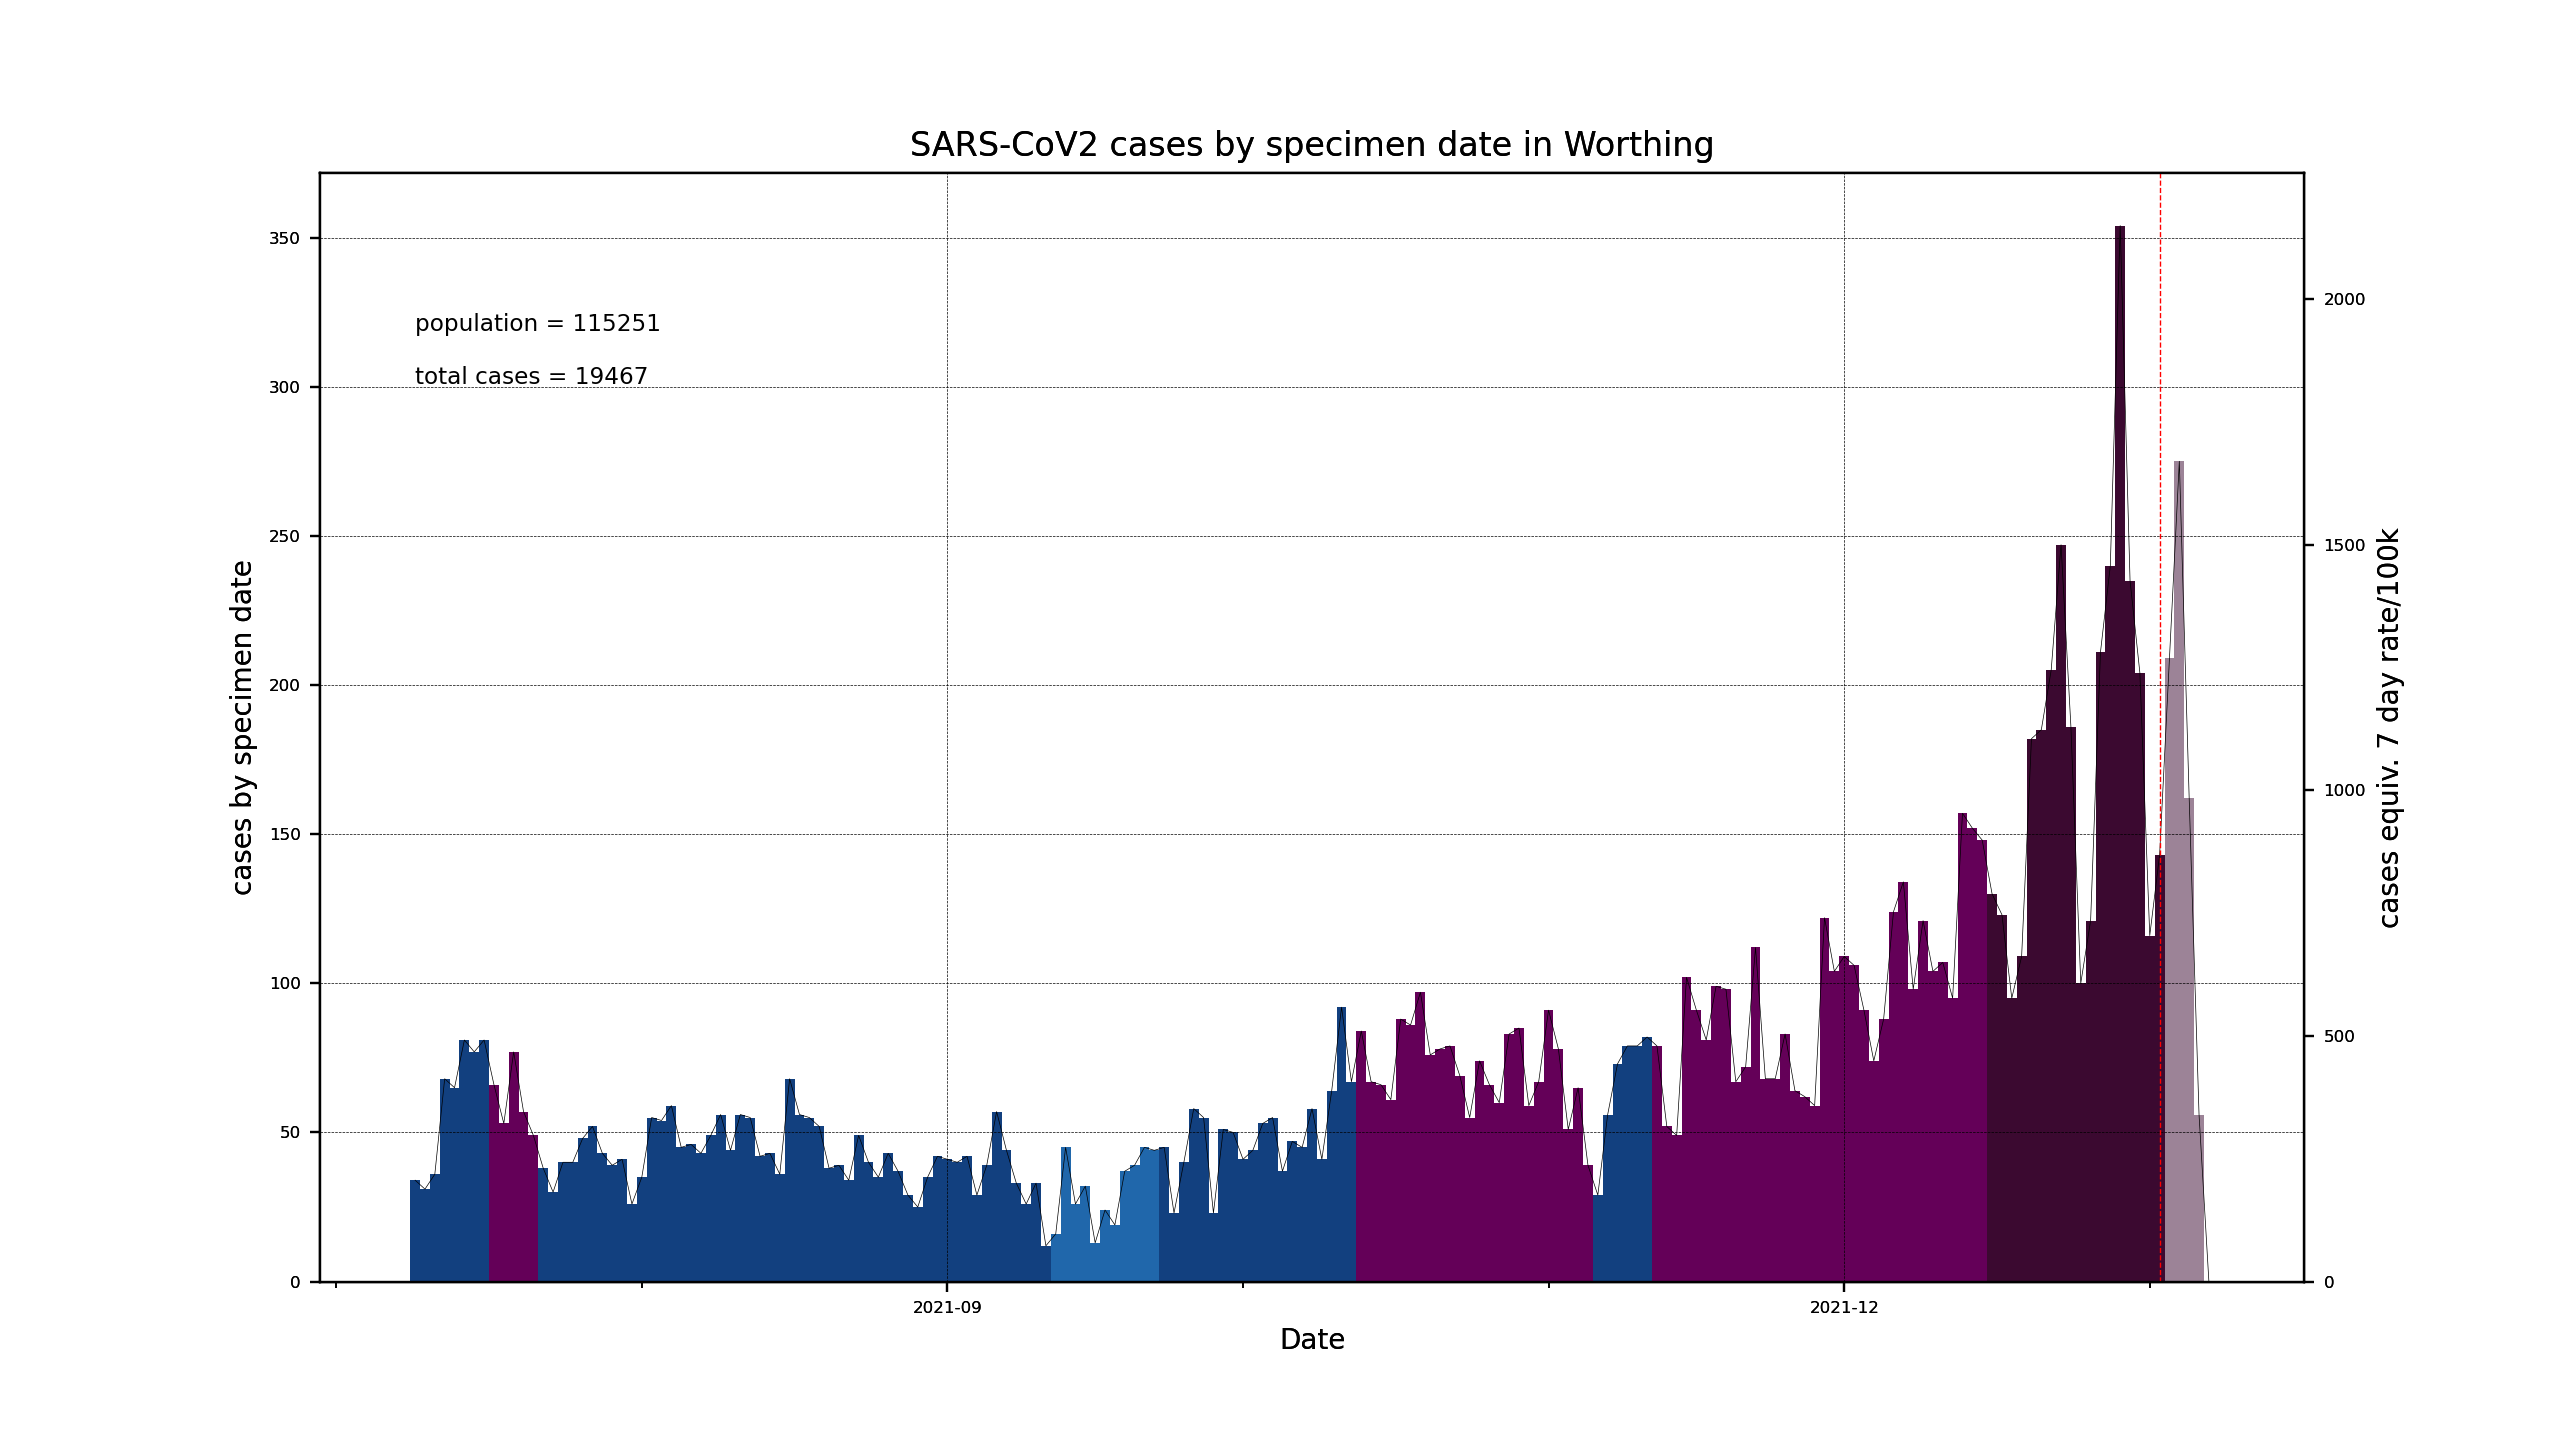 SARS-CoV2 cases by specimen date in Worthing
population = 115251
total cases = 19467
cases by specimen date
350
300
250
200
150
100
50
0
2000
1500
1000
500
0
cases equiv. 7 day rate/100k
2021-09
2021-12
Date